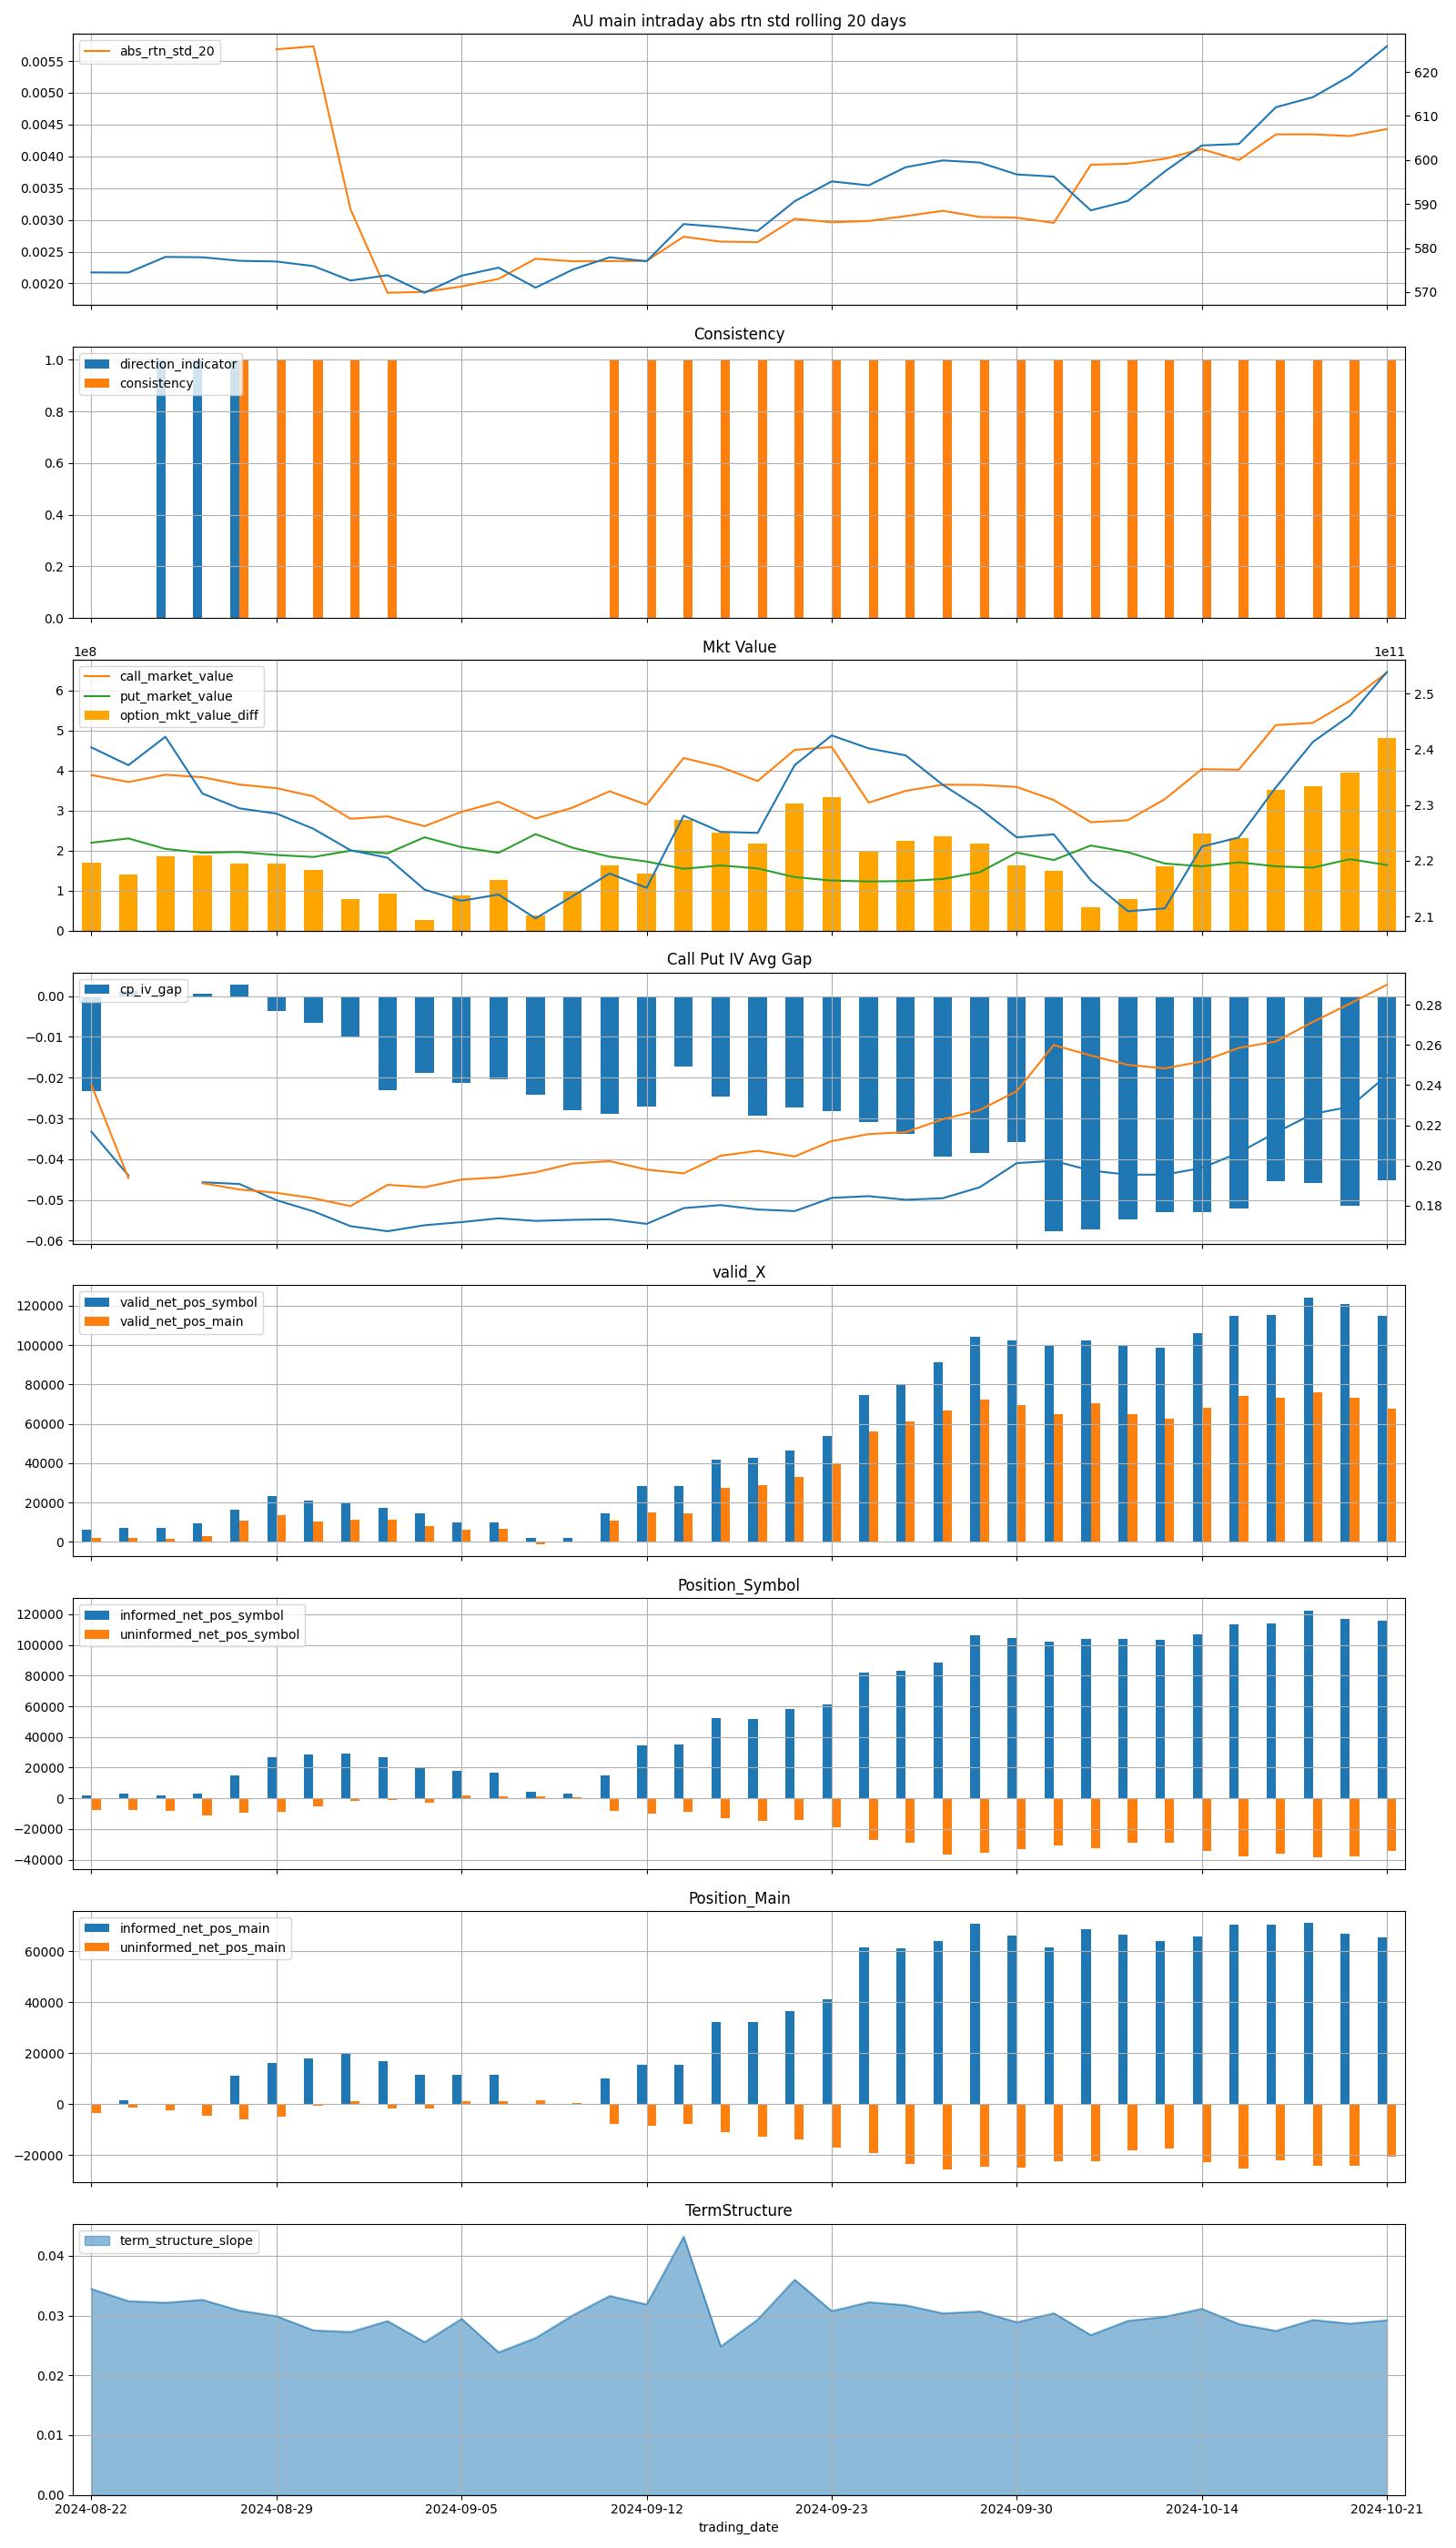 AU main intraday abs rtn std rolling 20 days
abs_rtn_std_20
0.0055
0.0050
0.0045
0.0040
0.0035
0.0030
0.0025
0.0020
620
610
600
590
580
570
Consistency
direction_indicator
consistency
1.0
0.8
0.6
0.4
0.2
0.0
Mkt Value
1e8
1e11
call_market_value
put_market_value
option_mkt_value_diff
6
5
4
3
2
1
0
2.5
2.4
2.3
2.2
2.1
Call Put IV Avg Gap
cp_iv_gap
0.00
−0.01
−0.02
−0.03
−0.04
−0.05
−0.06
0.28
0.26
0.24
0.22
0.20
0.18
valid_X
valid_net_pos_symbol
valid_net_pos_main
120000
100000
80000
60000
40000
20000
0
Position_Symbol
informed_net_pos_symbol
uninformed_net_pos_symbol
120000
100000
80000
60000
40000
20000
0
−20000
−40000
Position_Main
informed_net_pos_main
uninformed_net_pos_main
60000
40000
20000
0
−20000
TermStructure
term_structure_slope
0.04
0.03
0.02
0.01
0.00
2024-08-22 2024-08-29 2024-09-05 2024-09-12 2024-09-23 2024-09-30 2024-10-14 2024-10-21
trading_date